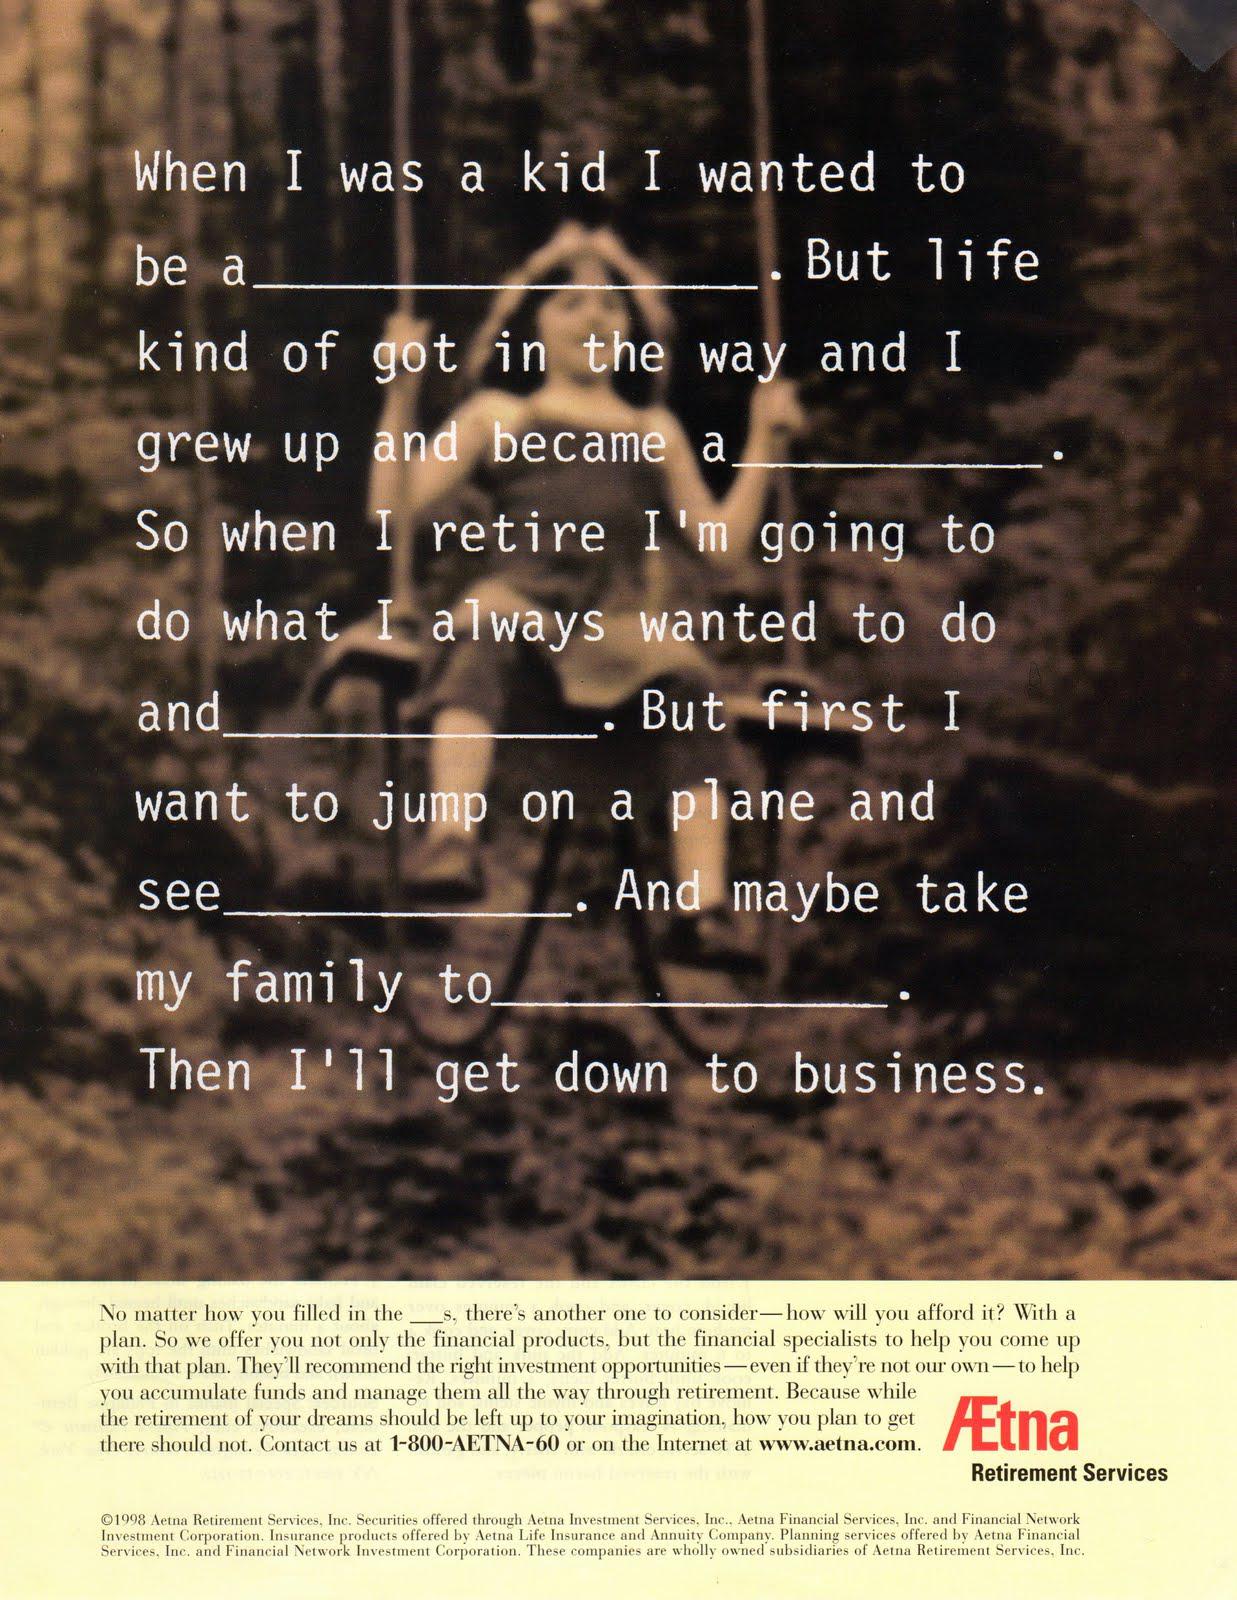 When I was a kid I wanted to
be a_________________. But life
kind of got in the way and I
grew up and became a__________.
So when I retire I'm going to
do what I always wanted to do
and____________. But first I
want to jump on a plane and
see____________. And maybe take
my family to_____________.
Then I'll get down to business.
No matter how you filled in the ___s, there's another one to consider—how will you afford it? With a
plan. So we offer you not only the financial products, but the financial specialists to help you come up
with that plan. They'll recommend the right investment opportunities—even if they're not our own—to help
you accumulate funds and manage them all the way through retirement. Because while
the retirement of your dreams should be left up to your imagination, how you plan to get
there should not. Contact us at 1-800-AETNA-60 or on the Internet at www.aetna.com.
Ætna
Retirement Services
©1998 Aetna Retirement Services, Inc. Securities offered through Aetna Investment Services, Inc., Aetna Financial Services, Inc. and Financial Network
Investment Corporation. Insurance products offered by Aetna Life Insurance and Annuity Company. Planning services offered by Aetna Financial
Services, Inc. and Financial Network Investment Corporation. These companies are wholly owned subsidiaries of Aetna Retirement Services, Inc.